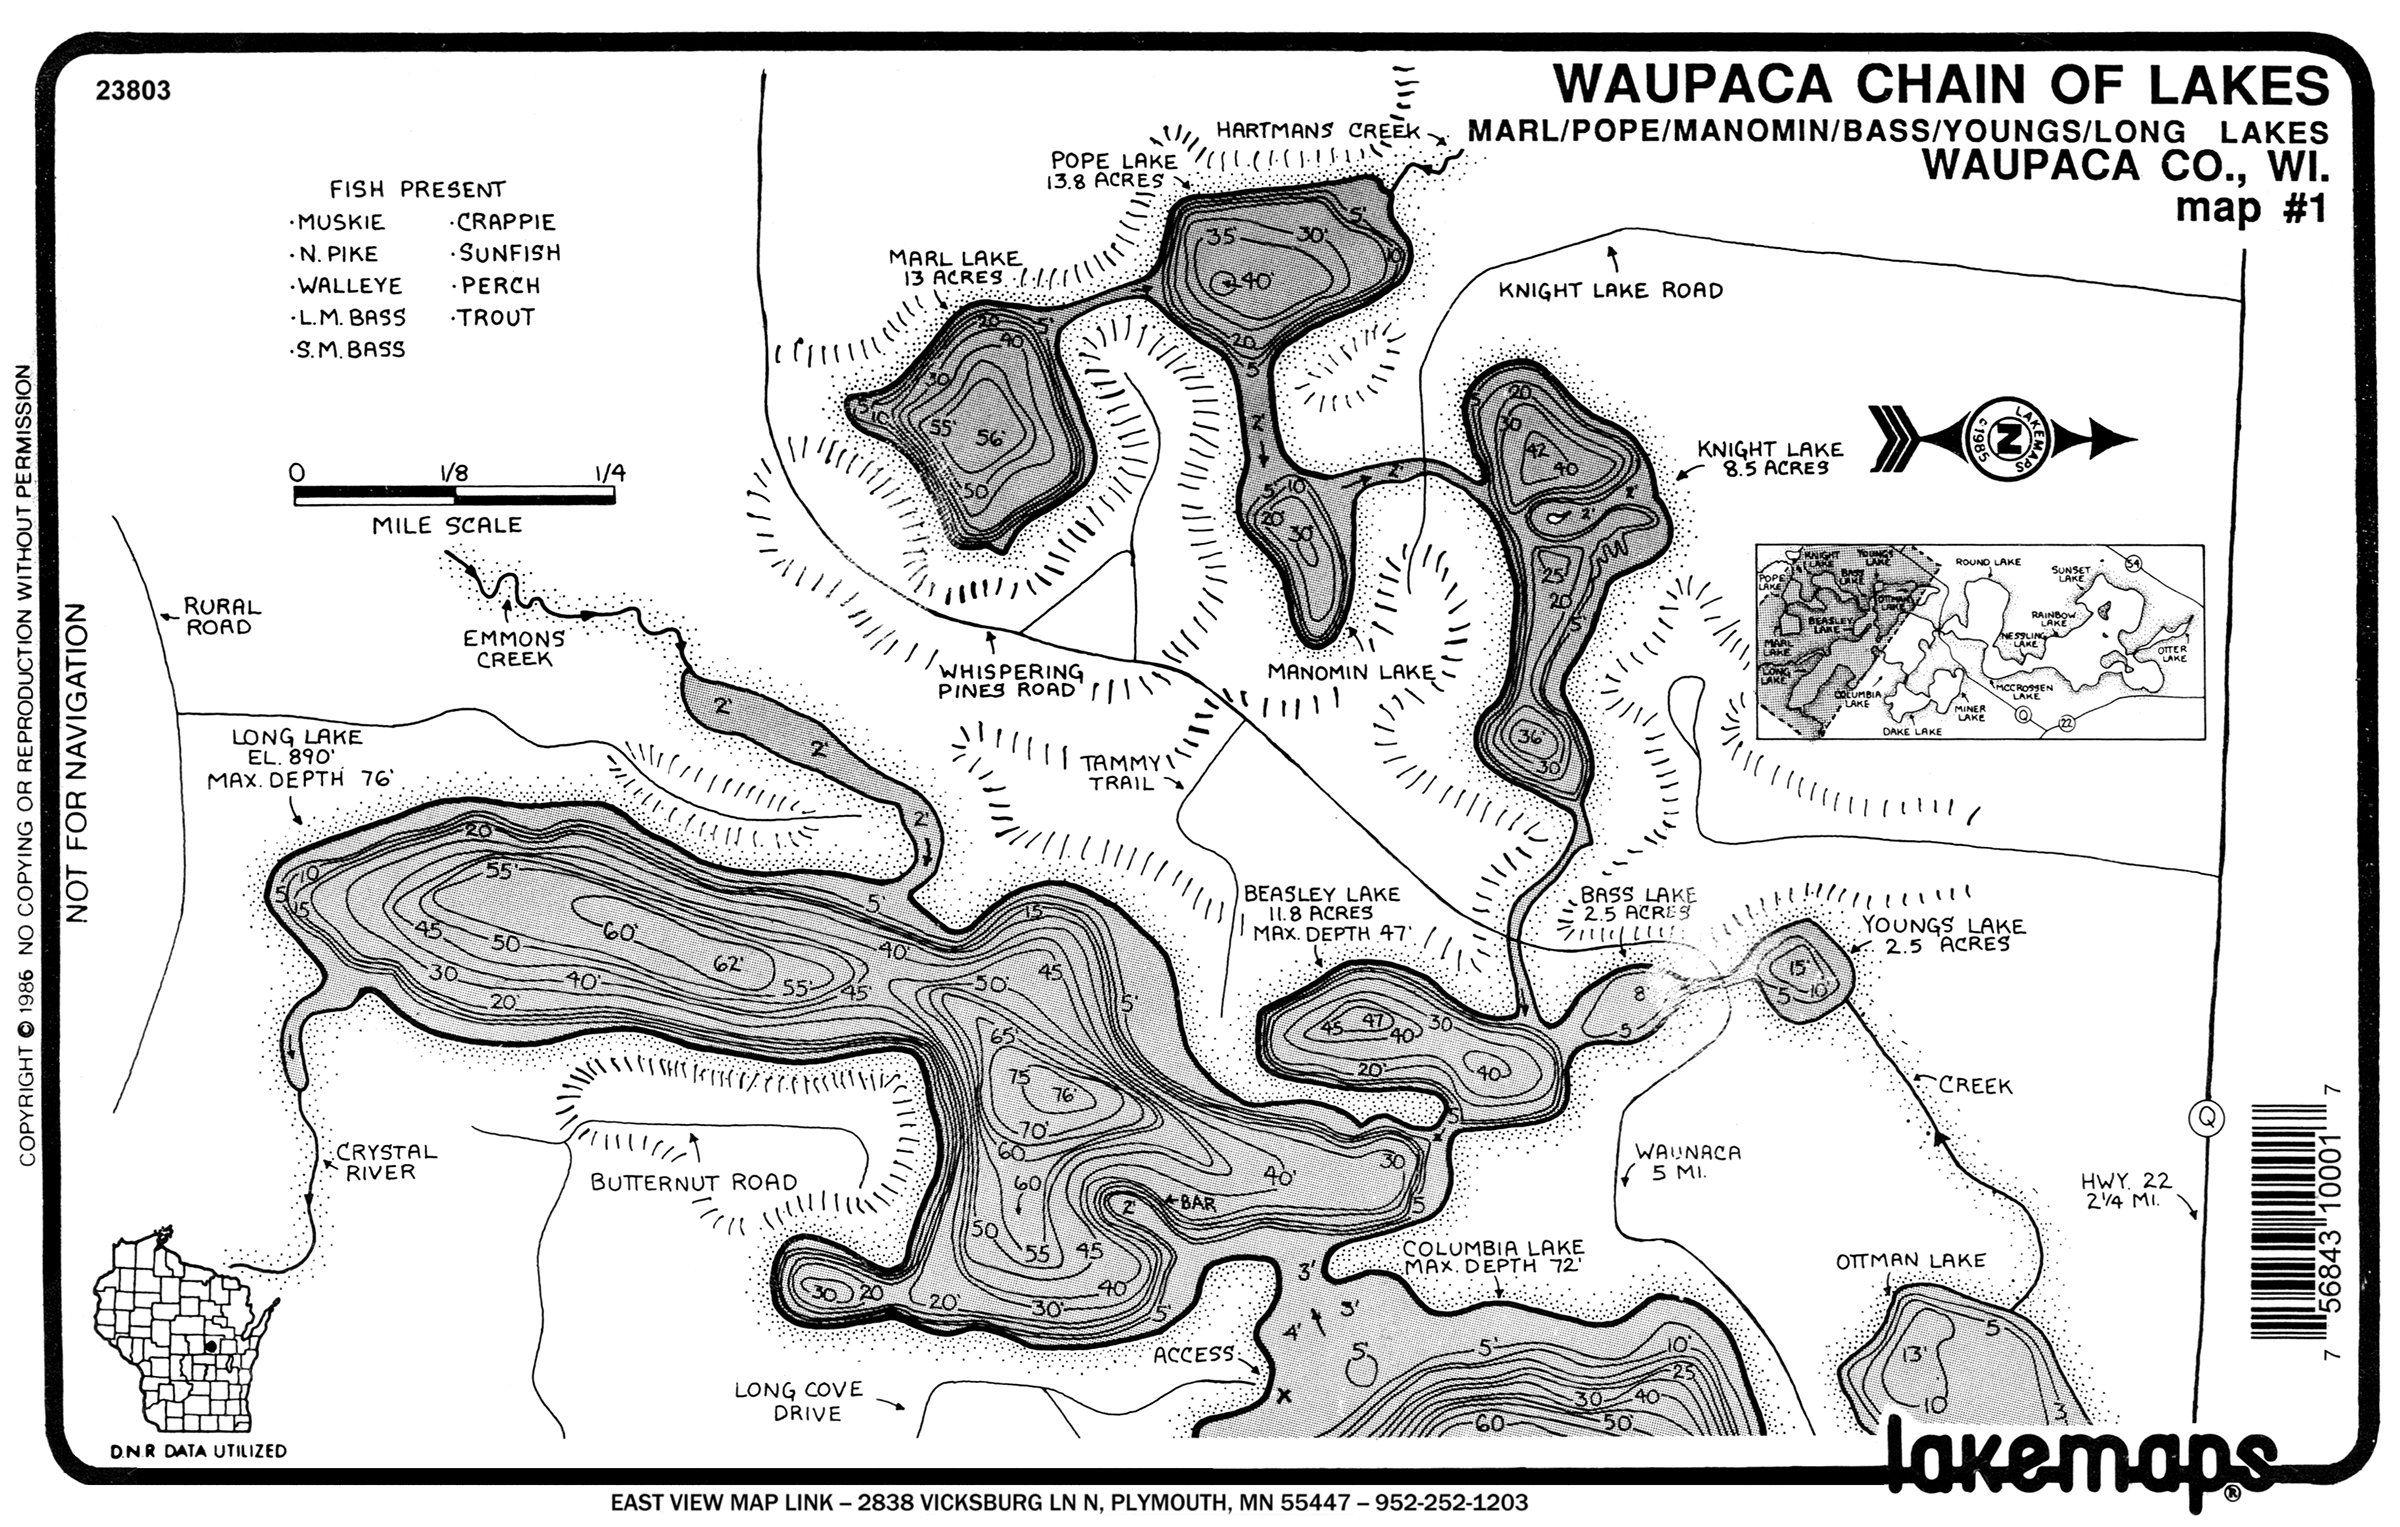 23803
WAUPACA CHAIN OF LAKES
MARL/POPE/MANOMIN/BASS/YOUNGS/LONG LAKES
WAUPACA CO., WI.
map #1
FISH PRESENT
·MUSKIE
·CRAPPIE
·N. PIKE
·SUNFISH
·WALLEYE
·PERCH
·L.M. BASS
·TROUT
·S.M. BASS
0 1/8 1/4
MILE SCALE
HARTMANS CREEK
POPE LAKE
13.8 ACRES
5'
35' 30'
10
40'
20
5'
2'
MARL LAKE
13 ACRES
20 5'
40
30
5' 10
55' 56'
50
KNIGHT LAKE ROAD
KNIGHT LAKE
8.5 ACRES
5
20
30
42
40
2'
2'
2'
25'
20
5'
36'
30
5' 10'
20'
30'
MANOMIN LAKE
N
LAKEMAPS
©1985
KNIGHT LAKE
YOUNGS LAKE
POPE LAKE
BASS LAKE
OTTMAN LAKE
BEASLEY LAKE
MARL LAKE
LONG LAKE
COLUMBIA LAKE
ROUND LAKE
SUNSET LAKE
54
RAINBOW LAKE
NESSLING LAKE
OTTER LAKE
MCCROSSEN LAKE
MINER LAKE
DAKE LAKE
Q
22
RURAL
ROAD
EMMONS
CREEK
WHISPERING
PINES ROAD
TAMMY
TRAIL
2'
2'
2'
LONG LAKE
EL. 890'
MAX. DEPTH 76'
20
55'
10
5
15
45
50
60'
62'
30
40'
55'
45'
20'
5'
40'
15'
45
50'
5'
65'
75
76'
70'
60
60
50
55
45
40
30'
20'
5'
2'
BAR
40'
30
5
30
20
BEASLEY LAKE
11.8 ACRES
MAX. DEPTH 47'
45 47 40
30
20'
40
5
BASS LAKE
2.5 ACRES
8
5
YOUNGS LAKE
2.5 ACRES
15'
5 10'
CREEK
WAUNACA
5 MI.
Q
HWY. 22
2¼ MI.
CRYSTAL
RIVER
BUTTERNUT ROAD
COLUMBIA LAKE
MAX. DEPTH 72'
3'
3'
4'
5'
5'
10'
25
30 40
60 50'
ACCESS
X
LONG COVE
DRIVE
OTTMAN LAKE
5
13'
10
3
D.N.R DATA UTILIZED
COPYRIGHT © 1986 NO COPYING OR REPRODUCTION WITHOUT PERMISSION
NOT FOR NAVIGATION
7 56843 10001 7
lakemaps®
EAST VIEW MAP LINK – 2838 VICKSBURG LN N, PLYMOUTH, MN 55447 – 952-252-1203